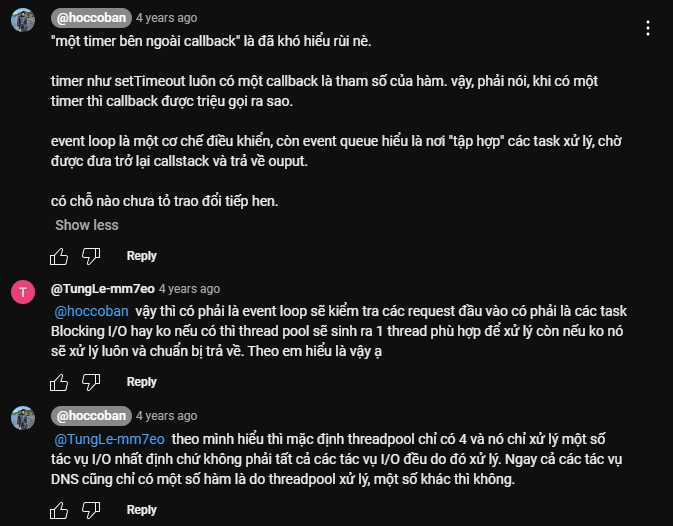 @hoccoban 4 years ago
"một timer bên ngoài callback" là đã khó hiểu rùi nè.
timer như setTimeout luôn có một callback là tham số của hàm. vậy, phải nói, khi có một
timer thì callback được triệu gọi ra sao.
event loop là một cơ chế điều khiển, còn event queue hiểu là nơi "tập hợp" các task xử lý, chờ
được đưa trở lại callstack và trả về ouput.
có chỗ nào chưa tỏ trao đổi tiếp hen.
Show less
Reply
T
@TungLe-mm7eo 4 years ago
@hoccoban vậy thì có phải là event loop sẽ kiểm tra các request đầu vào có phải là các task
Blocking I/O hay ko nếu có thì thread pool sẽ sinh ra 1 thread phù hợp để xử lý còn nếu ko nó
sẽ xử lý luôn và chuẩn bị trả về. Theo em hiểu là vậy ạ
Reply
@hoccoban 4 years ago
@TungLe-mm7eo theo mình hiểu thì mặc định threadpool chỉ có 4 và nó chỉ xử lý một số
tác vụ I/O nhất định chứ không phải tất cả các tác vụ I/O đều do đó xử lí. Ngay cả các tác vụ
DNS cũng chỉ có một số hàm là do threadpool xử lý, một số khác thì không.
Reply